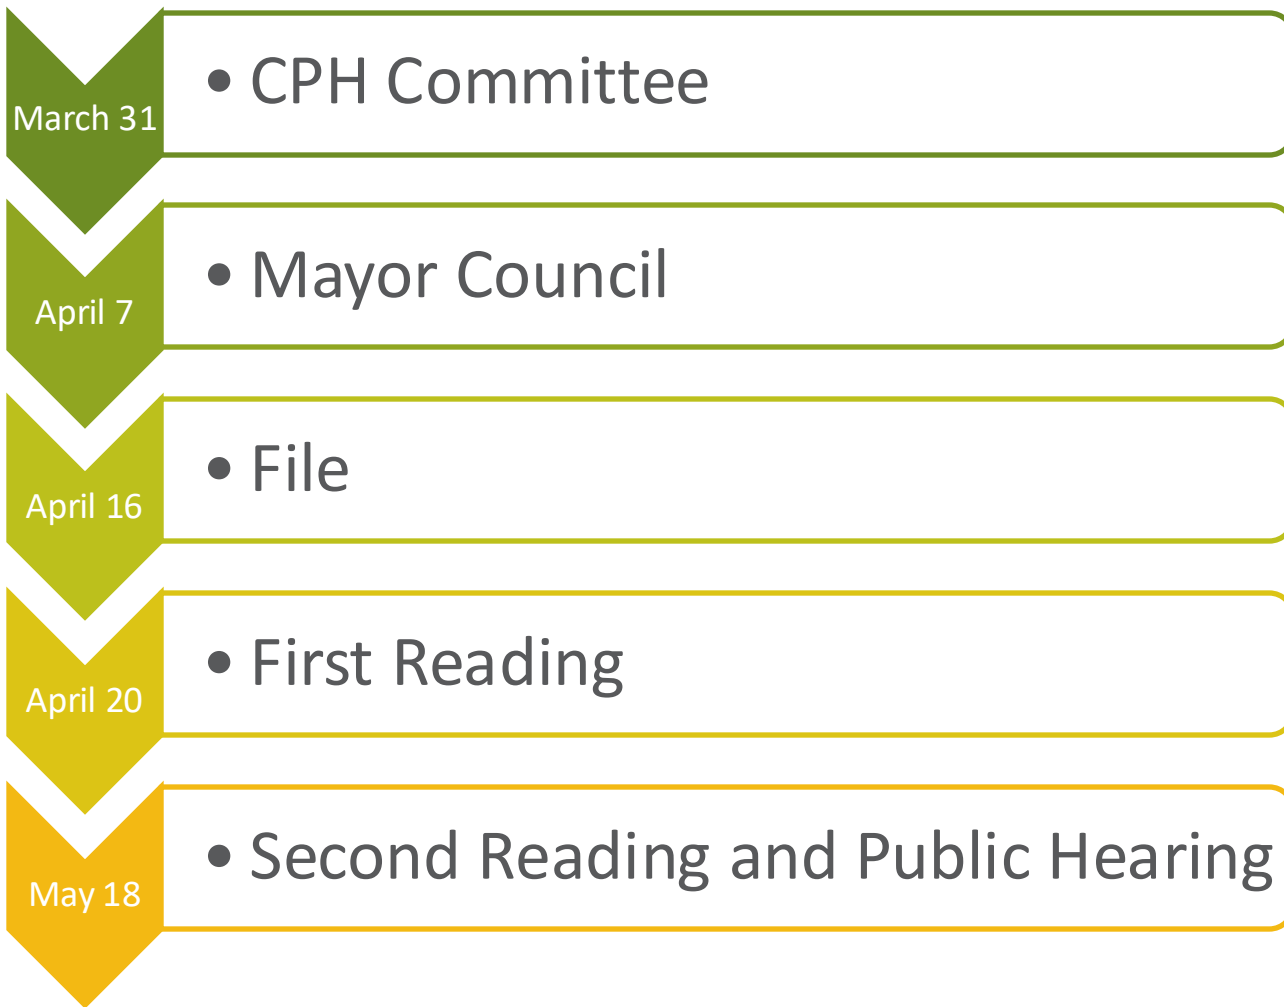 March 31
• CPH Committee
April 7
• Mayor Council
April 16
• File
April 20
• First Reading
May 18
• Second Reading and Public Hearing